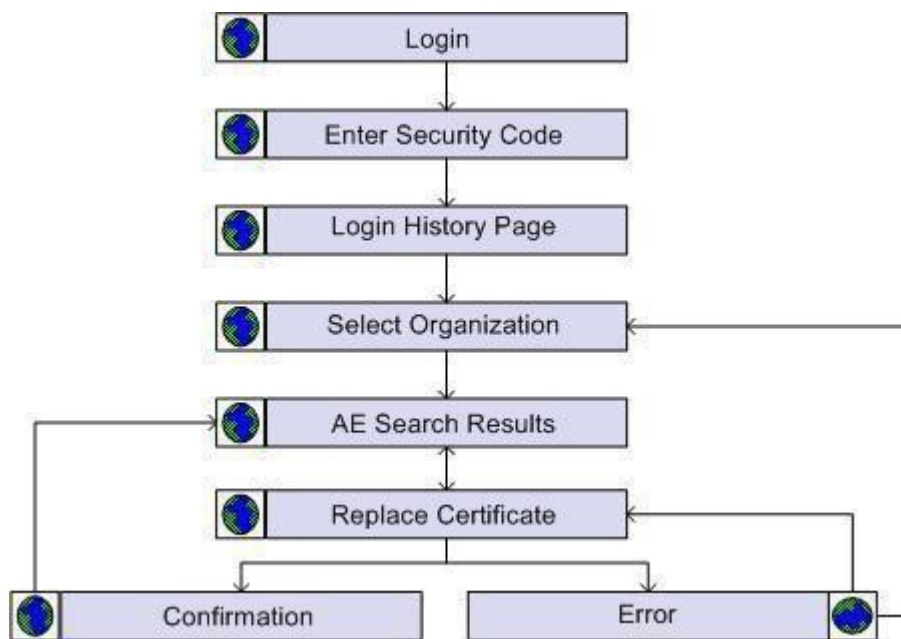 Login
Enter Security Code
Login History Page
Select Organization
AE Search Results
Replace Certificate
Confirmation
Error